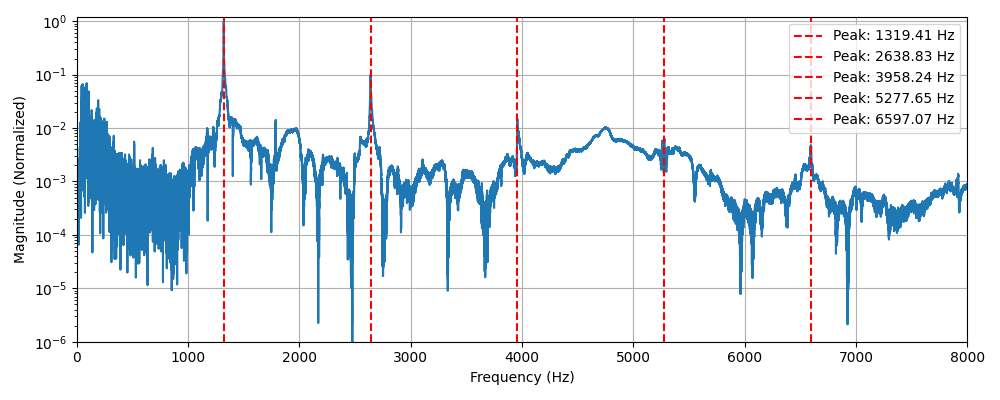 10⁰
10⁻¹
10⁻²
10⁻³
10⁻⁴
10⁻⁵
10⁻⁶
Magnitude (Normalized)
Peak: 1319.41 Hz
Peak: 2638.83 Hz
Peak: 3958.24 Hz
Peak: 5277.65 Hz
Peak: 6597.07 Hz
0 1000 2000 3000 4000 5000 6000 7000 8000
Frequency (Hz)